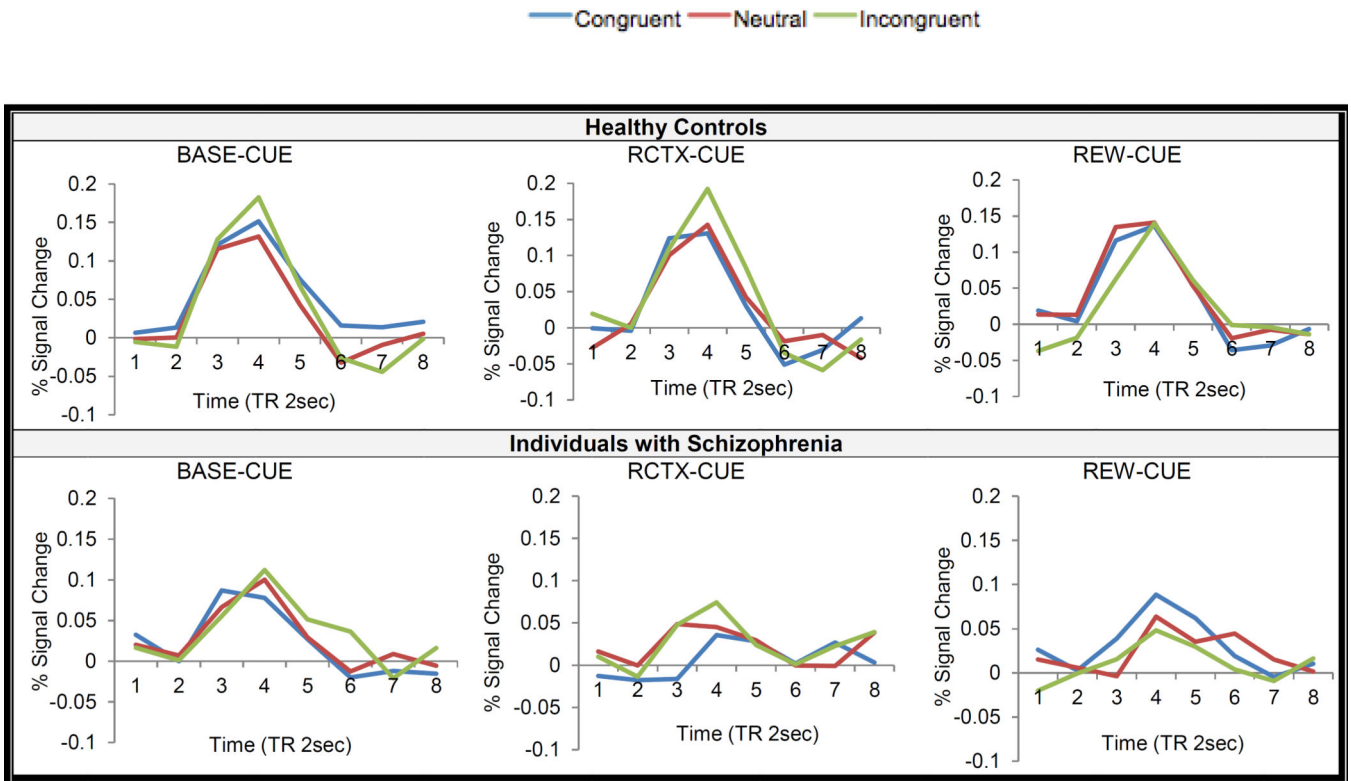 Congruent Neutral Incongruent
Healthy Controls
BASE-CUE RCTX-CUE REW-CUE
% Signal Change
0.2
0.15
0.1
0.05
0
-0.05
-0.1
1 2 3 4 5 6 7 8
Time (TR 2sec)
% Signal Change
0.2
0.15
0.1
0.05
0
-0.05
-0.1
1 2 3 4 5 6 7 8
Time (TR 2sec)
% Signal Change
0.2
0.15
0.1
0.05
0
-0.05
-0.1
1 2 3 4 5 6 7 8
Time (TR 2sec)
Individuals with Schizophrenia
BASE-CUE RCTX-CUE REW-CUE
% Signal Change
0.2
0.15
0.1
0.05
0
-0.05
-0.1
1 2 3 4 5 6 7 8
Time (TR 2sec)
% Signal Change
0.2
0.15
0.1
0.05
0
-0.05
-0.1
1 2 3 4 5 6 7 8
Time (TR 2sec)
% Signal Change
0.2
0.15
0.1
0.05
0
-0.05
-0.1
1 2 3 4 5 6 7 8
Time (TR 2sec)